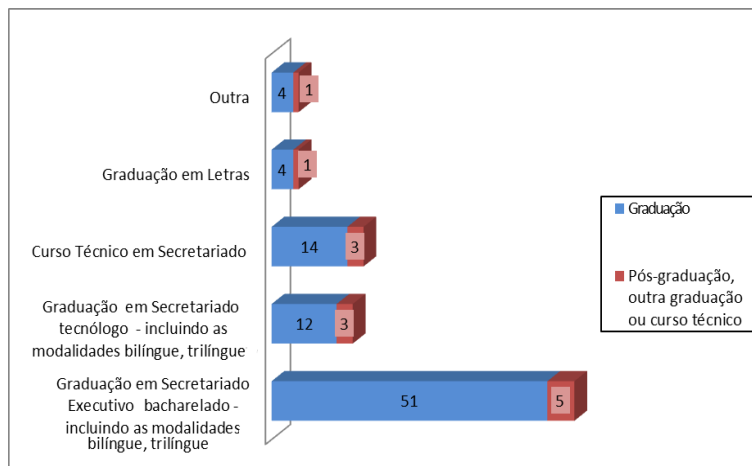 Outra
4
1
Graduação em Letras
4
1
Curso Técnico em Secretariado
14
3
Graduação em Secretariado
tecnólogo - incluindo as
modalidades bilíngue, trilíngue
12
3
Graduação em Secretariado
Executivo bacharelado -
incluindo as modalidades
bilíngue, trilíngue
51
5
Graduação
Pós-graduação,
outra graduação
ou curso técnico